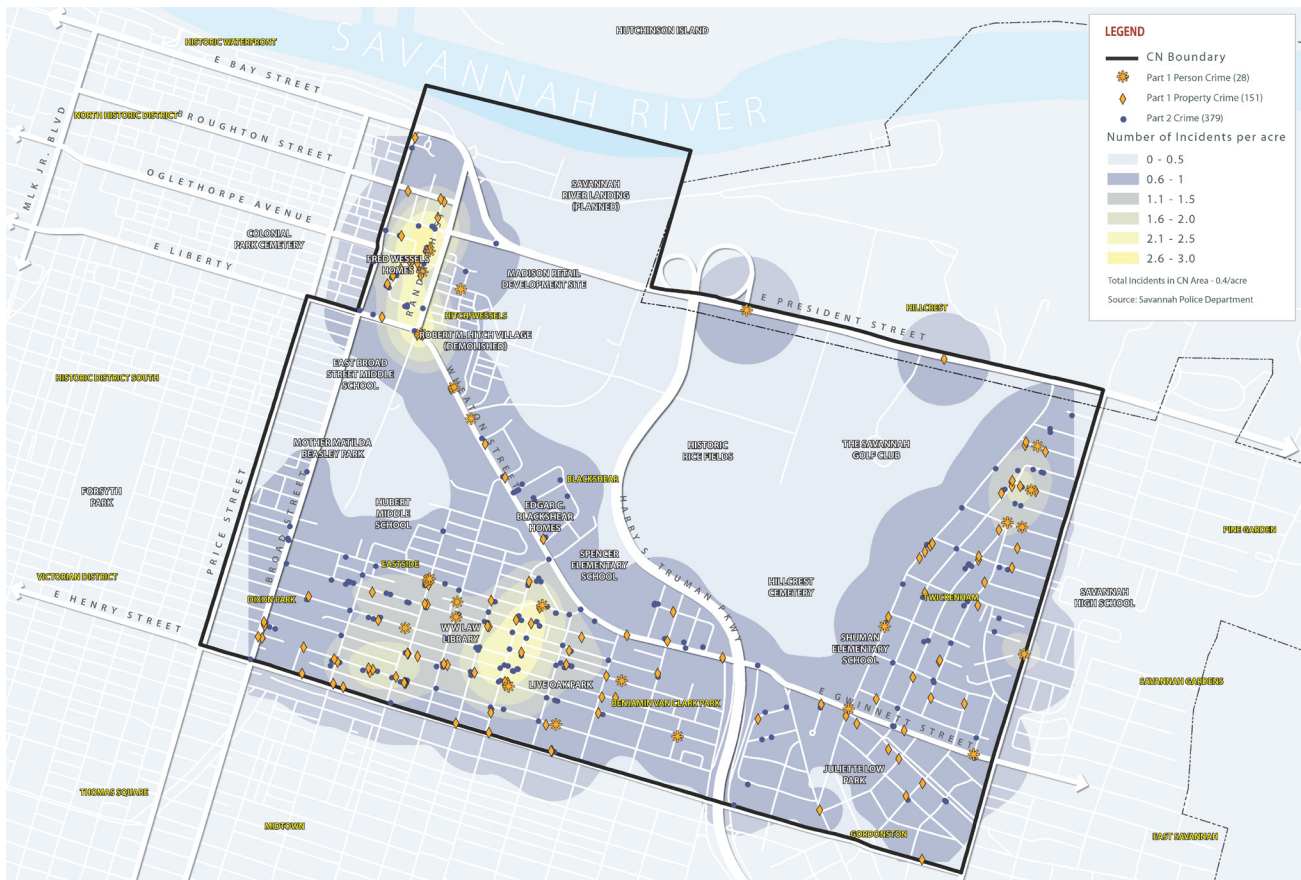 HUTCHINSON ISLAND
HISTORIC WATERFRONT
SAVANNAH RIVER
E BAY STREET
NORTH HISTORIC DISTRICT
ROUGHTON STREET
MLK JR. BLVD
OGLETHORPE AVENUE
COLONIAL
PARK CEMETERY
E LIBERTY
SAVANNAH
RIVER LANDING
(PLANNED)
FRED WESSELS
HOMES
MADISON RETAIL
DEVELOPMENT SITE
HITCH/WESSELS
ROBERT M. HITCH VILLAGE
(DEMOLISHED)
E PRESIDENT STREET
HILLCREST
EAST BROAD
STREET MIDDLE
SCHOOL
HISTORIC DISTRICT SOUTH
WHEATON STREET
MOTHER MATILDA
BEASLEY PARK
HISTORIC
RICE FIELDS
THE SAVANNAH
GOLF CLUB
FORSYTH
PARK
BLACKSHEAR
PRICE STREET
BROAD STREET
HUBERT
MIDDLE
SCHOOL
EDGAR C.
BLACKSHEAR
HOMES
HARRY S. TRUMAN PKWY
PINE GARDEN
SPENCER
ELEMENTARY
SCHOOL
EASTSIDE
VICTORIAN DISTRICT
E HENRY STREET
DIXON PARK
HILLCREST
CEMETERY
TWICKENHAM
SAVANNAH
HIGH SCHOOL
W W LAW
LIBRARY
SHUMAN
ELEMENTARY
SCHOOL
LIVE OAK PARK
BENJAMIN VAN CLARK PARK
SAVANNAH GARDENS
E GWINNETT STREET
JULIETTE LOW
PARK
THOMAS SQUARE
MIDTOWN
GORDONSTON
EAST SAVANNAH
LEGEND
CN Boundary
Part 1 Person Crime (28)
Part 1 Property Crime (151)
Part 2 Crime (379)
Number of Incidents per acre
0 - 0.5
0.6 - 1
1.1 - 1.5
1.6 - 2.0
2.1 - 2.5
2.6 - 3.0
Total Incidents in CN Area - 0.4/acre
Source: Savannah Police Department